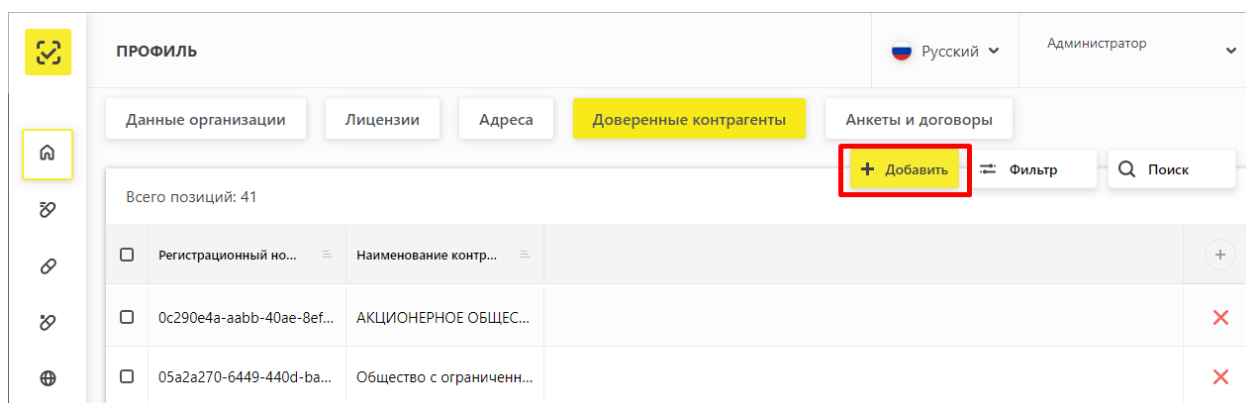 ПРОФИЛЬ
Русский
Администратор
Данные организации
Лицензии
Адреса
Доверенные контрагенты
Анкеты и договоры
+ Добавить
Фильтр
Поиск
Всего позиций: 41
Регистрационный но...
Наименование контр...
0c290e4a-aabb-40ae-8ef...
АКЦИОНЕРНОЕ ОБЩЕС...
05a2a270-6449-440d-ba...
Общество с ограниченн...